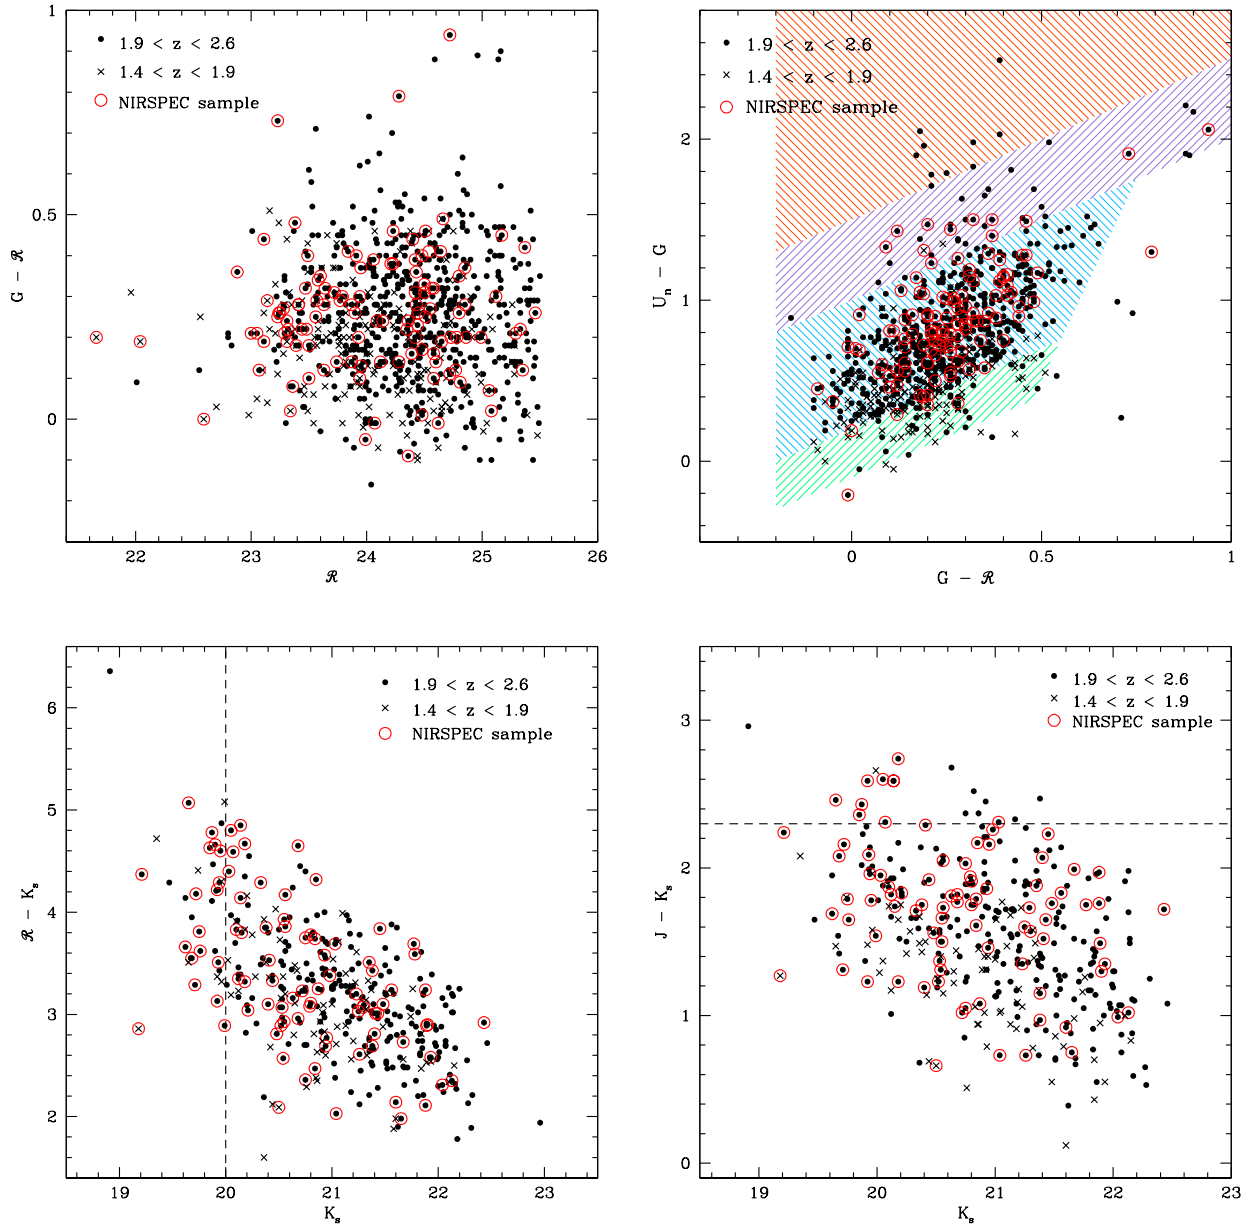 1
1.9 < z < 2.6
1.4 < z < 1.9
NIRSPEC sample
0.5
0
G − ℛ
22
23
24
25
26
ℛ
1.9 < z < 2.6
1.4 < z < 1.9
NIRSPEC sample
2
1
0
Uₙ − G
0
0.5
1
G − ℛ
1.9 < z < 2.6
1.4 < z < 1.9
NIRSPEC sample
6
5
4
3
2
ℛ − Kₛ
19
20
21
22
23
Kₛ
1.9 < z < 2.6
1.4 < z < 1.9
NIRSPEC sample
3
2
1
0
J − Kₛ
19
20
21
22
23
Kₛ